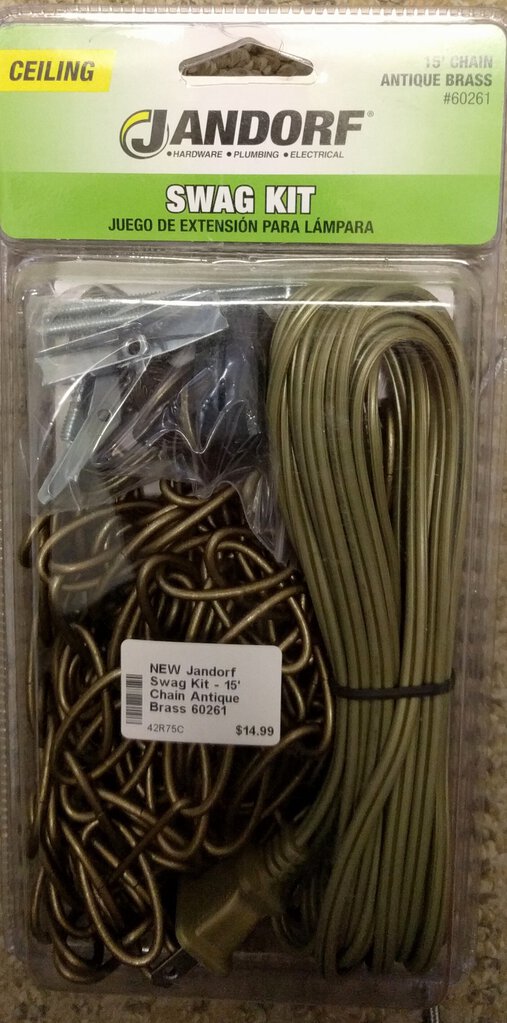 CEILING
15' CHAIN
ANTIQUE BRASS
#60261
JANDORF®
• HARDWARE • PLUMBING • ELECTRICAL
SWAG KIT
JUEGO DE EXTENSIÓN PARA LÁMPARA
NEW Jandorf
Swag Kit - 15'
Chain Antique
Brass 60261
42R75C $14.99